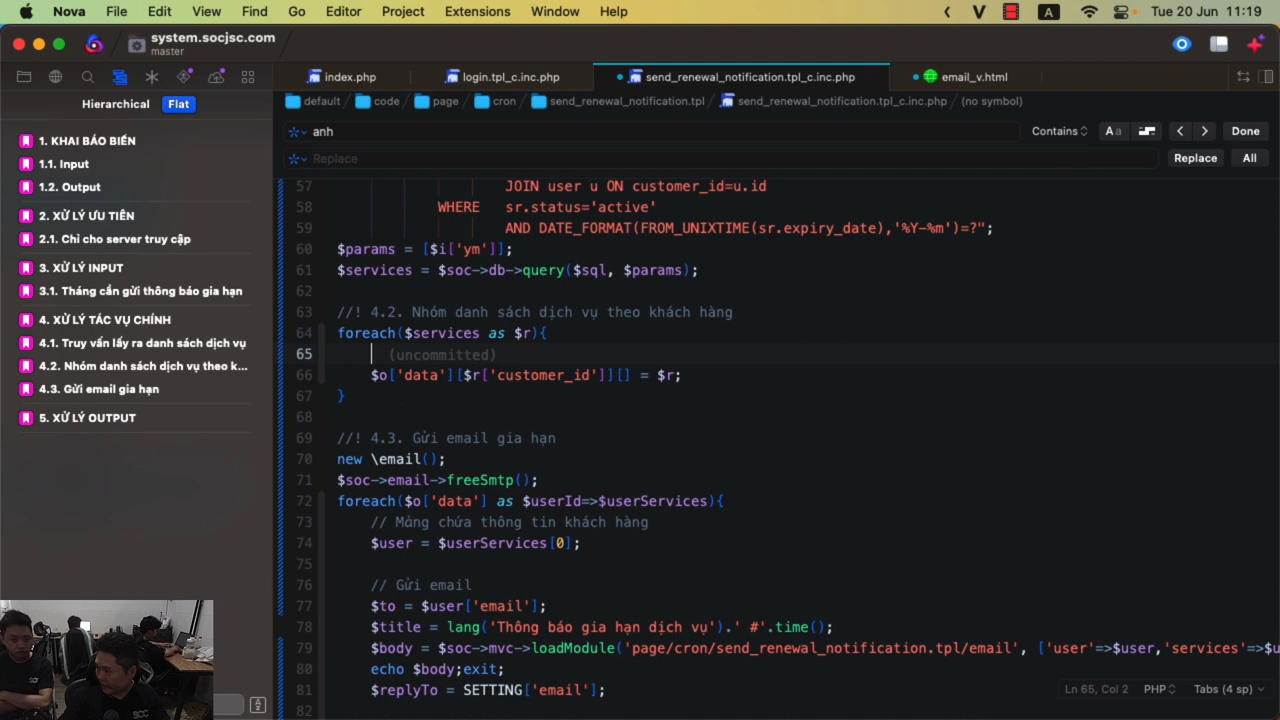 Nova File Edit View Find Go Editor Project Extensions Window Help
A
Tue 20 Jun 11:19
system.socjsc.com
master
index.php
login.tpl_c.inc.php
send_renewal_notification.tpl_c.inc.php
email_v.html
Hierarchical Flat
default code page cron send_renewal_notification.tpl send_renewal_notification.tpl_c.inc.php (no symbol)
anh
Contains Aa Done
Replace
Replace All
1. KHAI BÁO BIẾN
1.1. Input
1.2. Output
2. XỬ LÝ ƯU TIÊN
2.1. Chỉ cho server truy cập
3. XỬ LÝ INPUT
3.1. Tháng cần gửi thông báo gia hạn
4. XỬ LÝ TÁC VỤ CHÍNH
4.1. Truy vấn lấy ra danh sách dịch vụ
4.2. Nhóm danh sách dịch vụ theo k...
4.3. Gửi email gia hạn
5. XỬ LÝ OUTPUT
57 JOIN user u ON customer_id=u.id
58 WHERE sr.status='active'
59 AND DATE_FORMAT(FROM_UNIXTIME(sr.expiry_date),'%Y-%m')=?";
60 $params = [$i['ym']];
61 $services = $soc->db->query($sql, $params);
62
63 //! 4.2. Nhóm danh sách dịch vụ theo khách hàng
64 foreach($services as $r){
65 (uncommitted)
66 $o['data'][$r['customer_id']][] = $r;
67 }
68
69 //! 4.3. Gửi email gia hạn
70 new \email();
71 $soc->email->freeSmtp();
72 foreach($o['data'] as $userId=>$userServices){
73 // Mảng chứa thông tin khách hàng
74 $user = $userServices[0];
75
76 // Gửi email
77 $to = $user['email'];
78 $title = lang('Thông báo gia hạn dịch vụ').' #'.time();
79 $body = $soc->mvc->loadModule('page/cron/send_renewal_notification.tpl/email', ['user'=>$user,'services'=>$u
80 echo $body;exit;
81 $replyTo = SETTING['email'];
82
Ln 65, Col 2 PHP Tabs (4 sp)
SOC